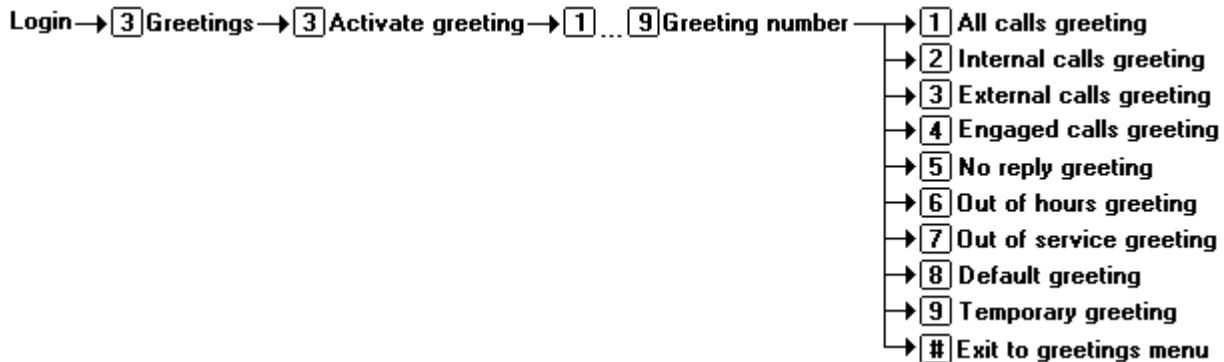 Login 3 Greetings 3 Activate greeting 1 ... 9 Greeting number 1 All calls greeting
2 Internal calls greeting
3 External calls greeting
4 Engaged calls greeting
5 No reply greeting
6 Out of hours greeting
7 Out of service greeting
8 Default greeting
9 Temporary greeting
# Exit to greetings menu